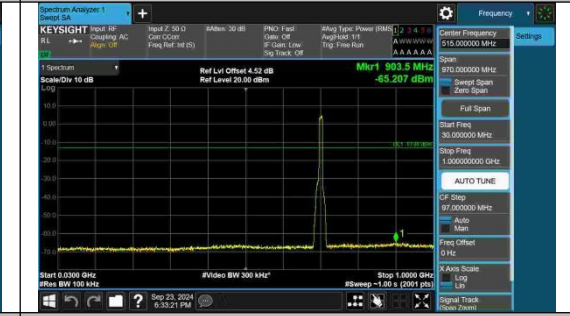 Spectrum Analyzer 1
Swept SA
Frequency
KEYSIGHT
RL
Input: RF
Coupling: AC
Align: Off
Input Z: 50 Ω
Corr CCorr
Freq Ref: Int (S)
#Atten: 30 dB
PNO: Fast
Gate: Off
IF Gain: Low
Sig Track: Off
#Avg Type: Power (RMS
Avg|Hold: 1/1
Trig: Free Run
1 2 3 4 5 6
A W W W W W
A A A A A A
1 Spectrum
Scale/Div 10 dB
Ref Lvl Offset 4.52 dB
Ref Level 20.00 dBm
Mkr1 903.5 MHz
-65.207 dBm
Log
10.0
0.00
-10.0
-20.0
-30.0
-40.0
-50.0
-60.0
-70.0
1
Start 0.0300 GHz
#Res BW 100 kHz
#Video BW 300 kHz*
Stop 1.0000 GHz
#Sweep ~1.00 s (2001 pts)
Sep 23, 2024
6:33:21 PM
Center Frequency
515.000000 MHz
Settings
Span
970.000000 MHz
Swept Span
Zero Span
Full Span
Start Freq
30.000000 MHz
Stop Freq
1.000000000 GHz
AUTO TUNE
CF Step
97.000000 MHz
Auto
Man
Freq Offset
0 Hz
X Axis Scale
Log
Lin
Signal Track
(Span Zoom)